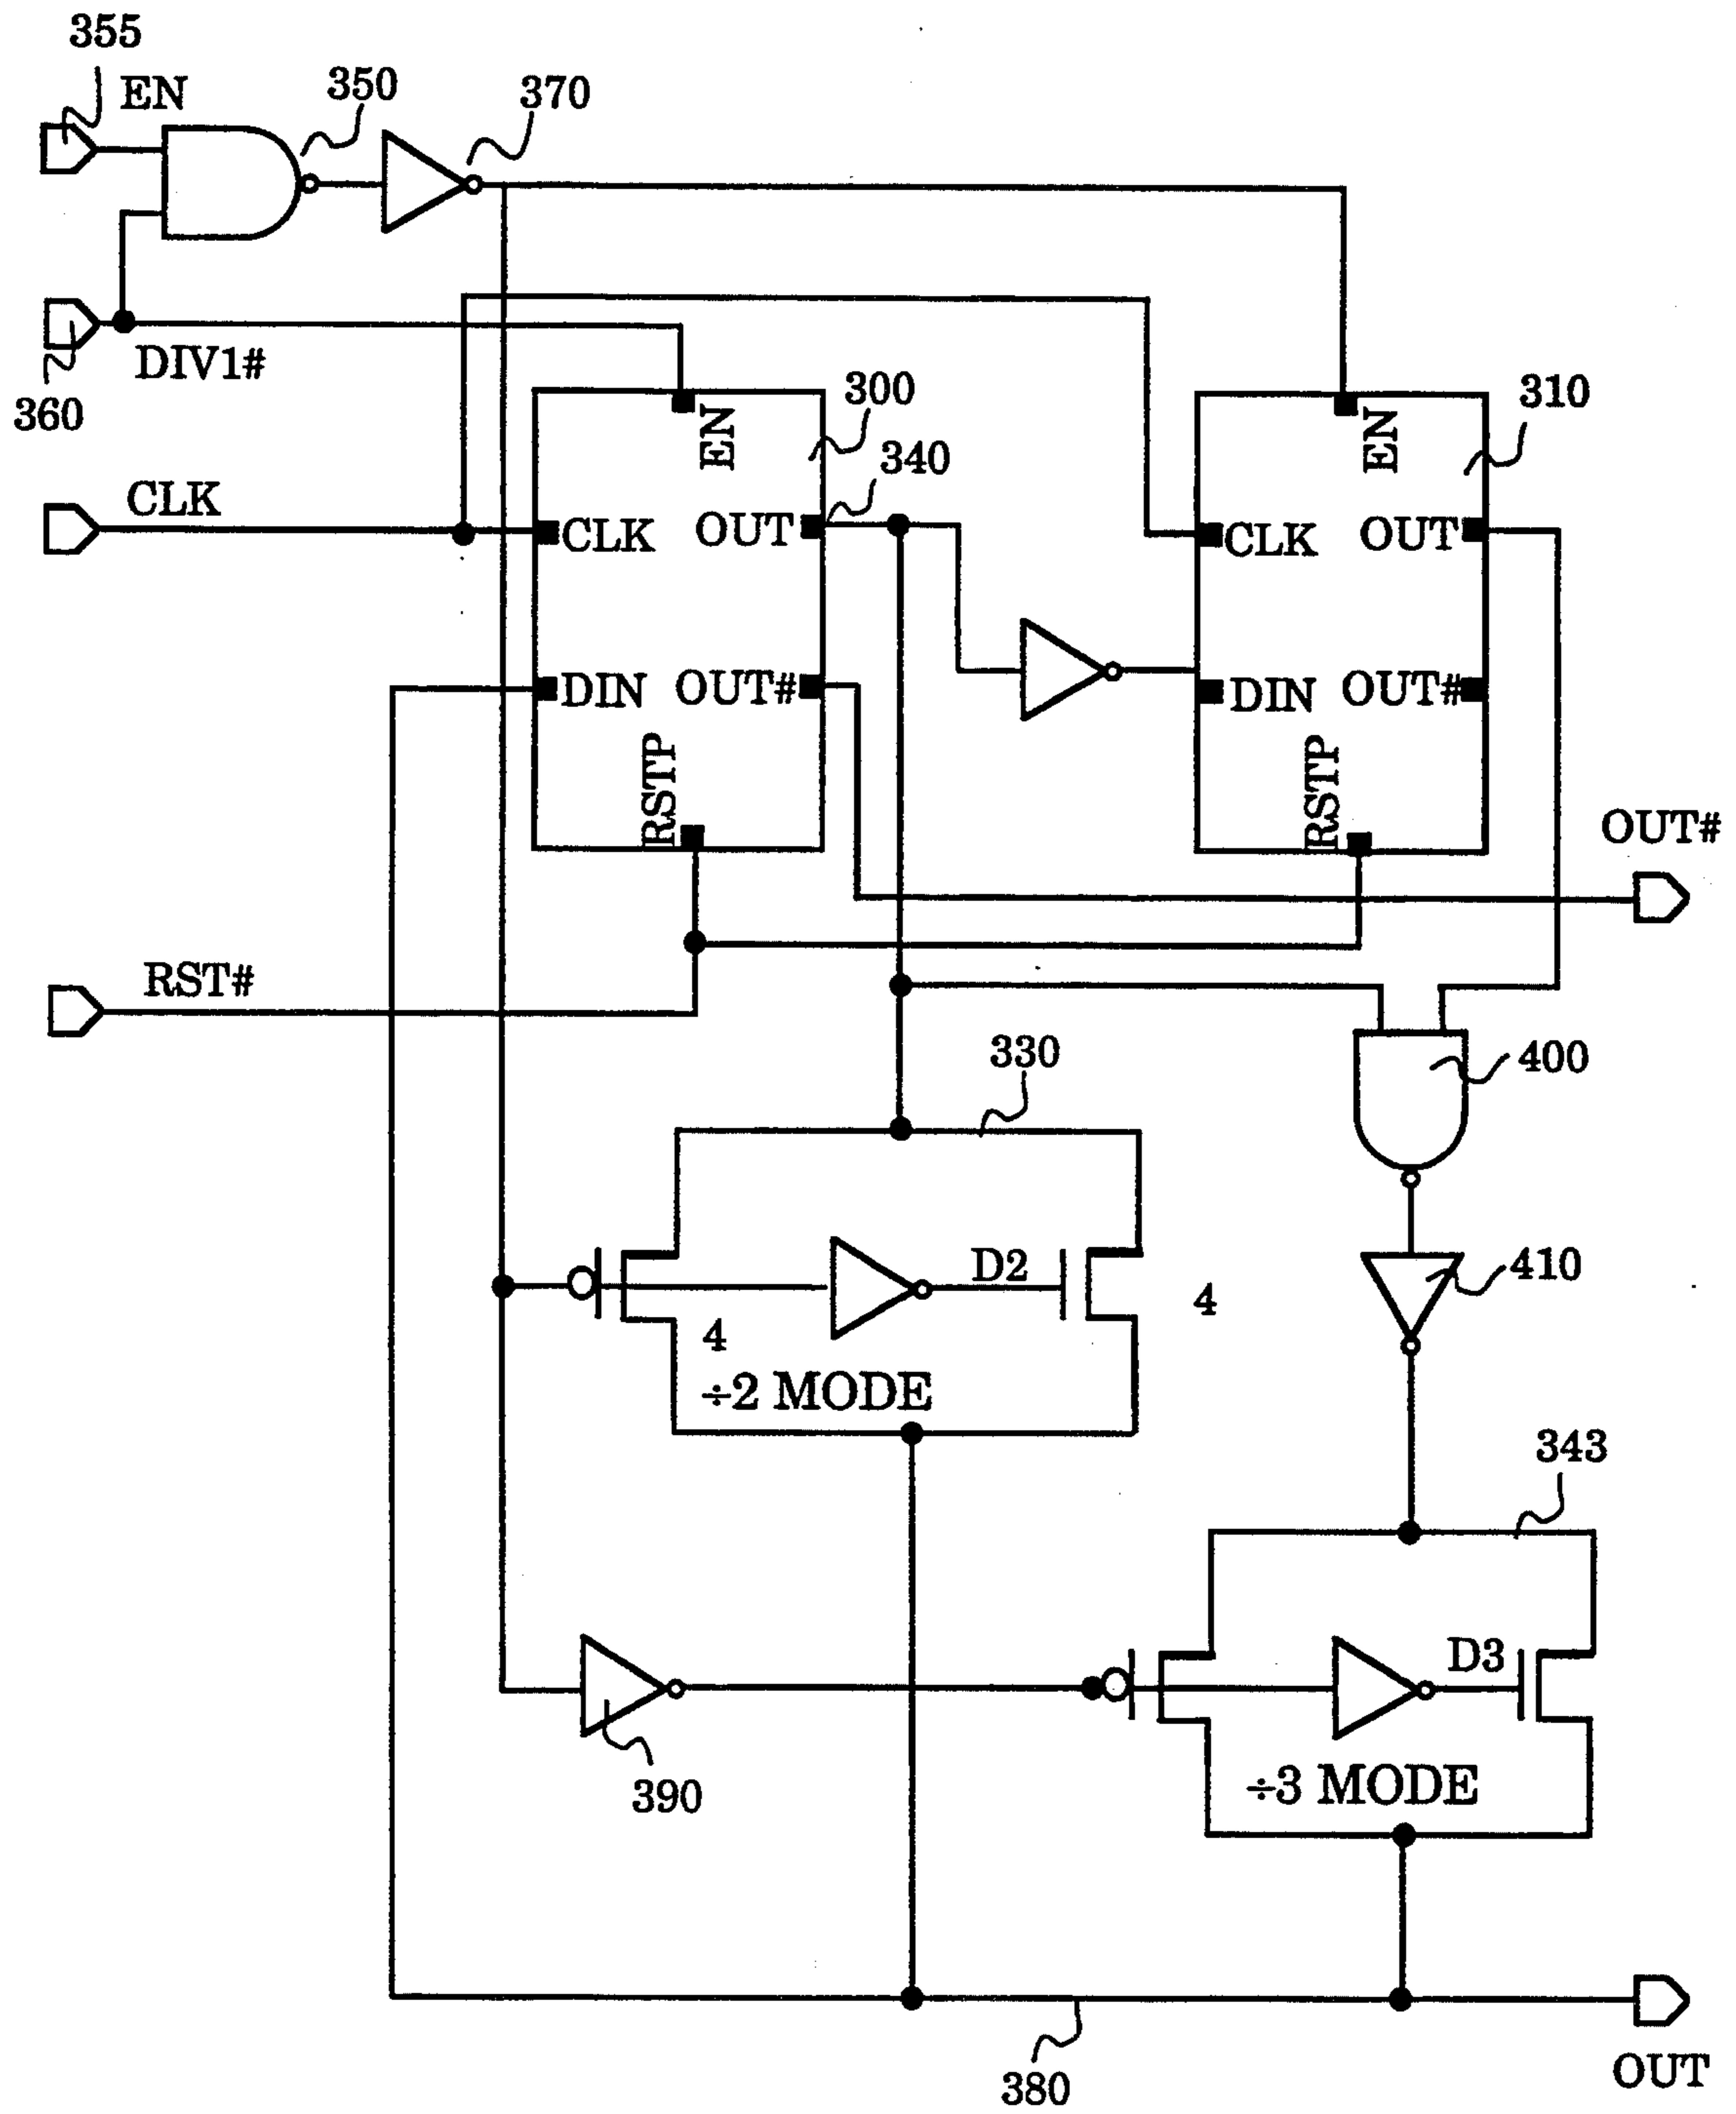 355
EN
350
370
DIV1#
360
300
310
EN
EN
340
CLK
CLK
OUT
CLK
OUT
DIN
OUT#
DIN
OUT#
RSTP
RSTP
OUT#
RST#
330
400
D2
4
410
4
÷2 MODE
343
D3
390
÷3 MODE
380
OUT